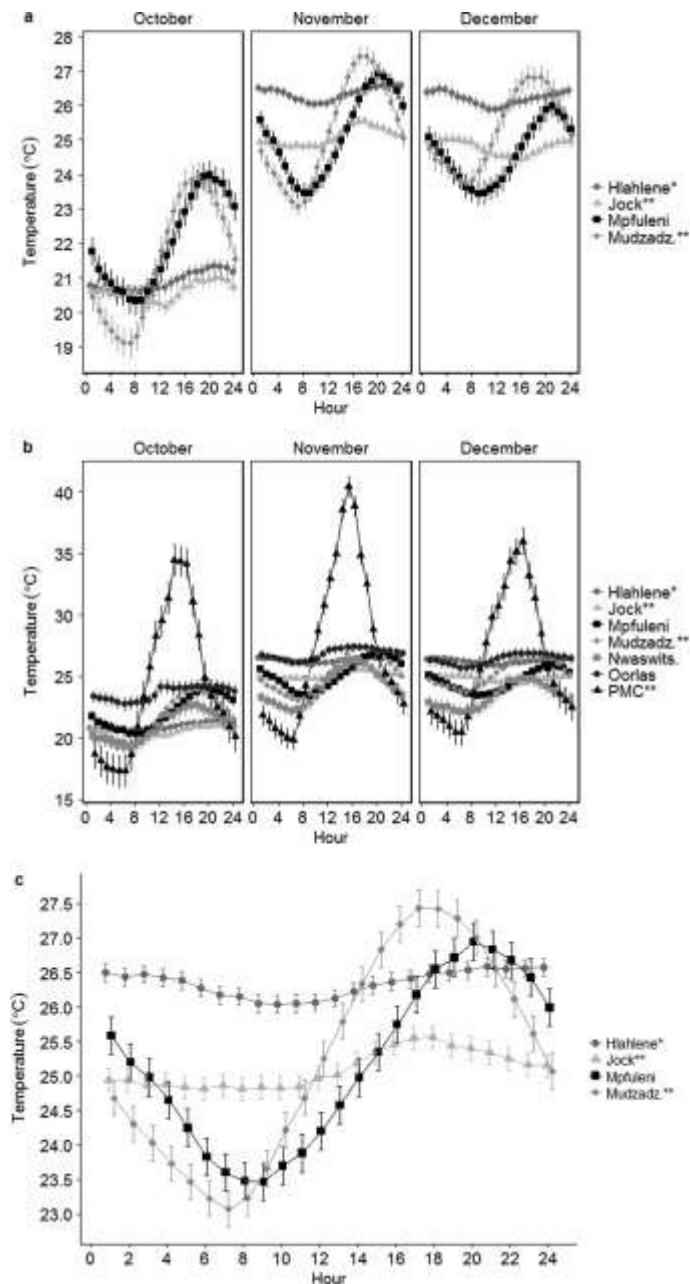 a
October November December
28
27
26
25
24
23
22
21
20
19
Temperature (°C)
0 4 8 12 16 20 24 0 4 8 12 16 20 24 0 4 8 12 16 20 24
Hour
Hlahlene*
Jock**
Mpfuleni
Mudzadz.**
b
October November December
40
35
30
25
20
15
Temperature (°C)
0 4 8 12 16 20 24 0 4 8 12 16 20 24 0 4 8 12 16 20 24
Hour
Hlahlene*
Jock**
Mpfuleni
Mudzadz.**
Nwaswits.
Oorlas
PMC**
c
27.5
27.0
26.5
26.0
25.5
25.0
24.5
24.0
23.5
23.0
Temperature (°C)
0 2 4 6 8 10 12 14 16 18 20 22 24
Hour
Hlahlene*
Jock**
Mpfuleni
Mudzadz.**